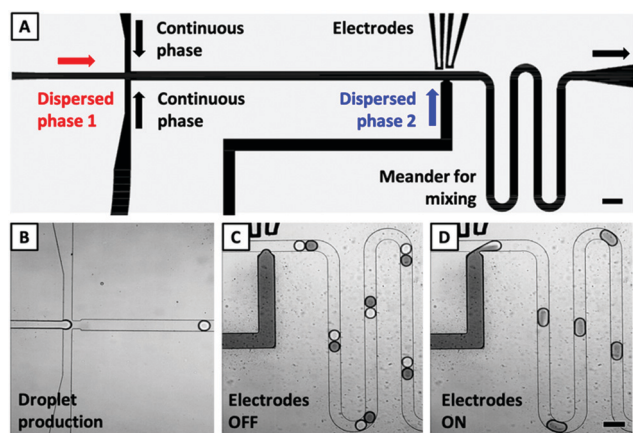 A
Continuous
phase
Electrodes
Dispersed
phase 1
Continuous
phase
Dispersed
phase 2
Meander for
mixing
B
Droplet
production
C
Electrodes
OFF
D
Electrodes
ON